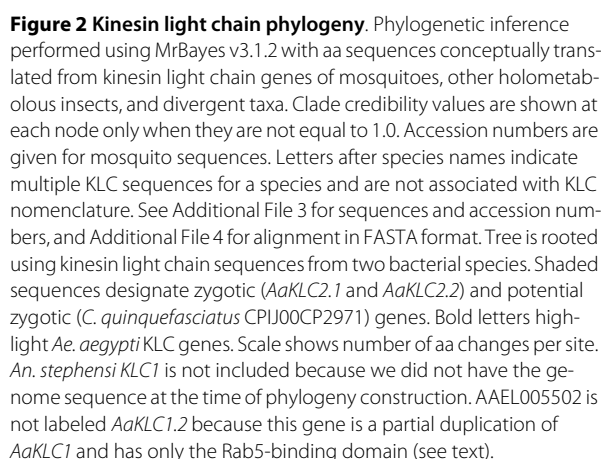 Figure 2 Kinesin light chain phylogeny. Phylogenetic inference
performed using MrBayes v3.1.2 with aa sequences conceptually trans-
lated from kinesin light chain genes of mosquitoes, other holometab-
olous insects, and divergent taxa. Clade credibility values are shown at
each node only when they are not equal to 1.0. Accession numbers are
given for mosquito sequences. Letters after species names indicate
multiple KLC sequences for a species and are not associated with KLC
nomenclature. See Additional File 3 for sequences and accession num-
bers, and Additional File 4 for alignment in FASTA format. Tree is rooted
using kinesin light chain sequences from two bacterial species. Shaded
sequences designate zygotic (AaKLC2.1 and AaKLC2.2) and potential
zygotic (C. quinquefasciatus CPIJ00CP2971) genes. Bold letters high-
light Ae. aegypti KLC genes. Scale shows number of aa changes per site.
An. stephensi KLC1 is not included because we did not have the ge-
nome sequence at the time of phylogeny construction. AAEL005502 is
not labeled AaKLC1.2 because this gene is a partial duplication of
AaKLC1 and has only the Rab5-binding domain (see text).